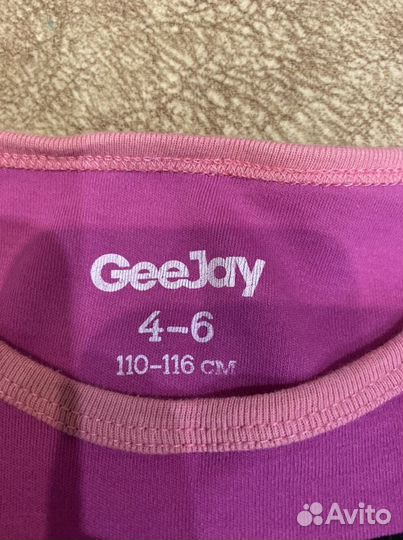 GeeJay
4–6
110–116 СМ
Avito